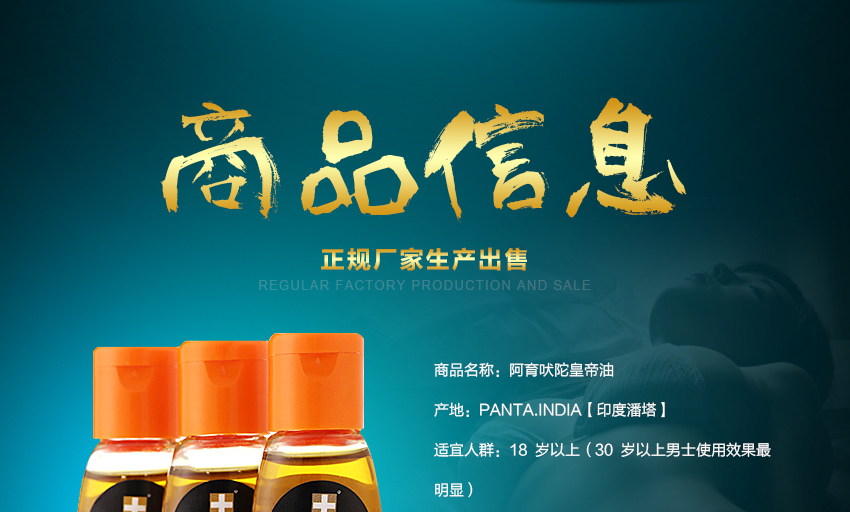 商品信息
正规厂家生产出售
REGULAR FACTORY PRODUCTION AND SALE
商品名称：阿育吠陀皇帝油
产地：PANTA.INDIA【印度潘塔】
适宜人群：18 岁以上（30 岁以上男士使用效果最
明显）